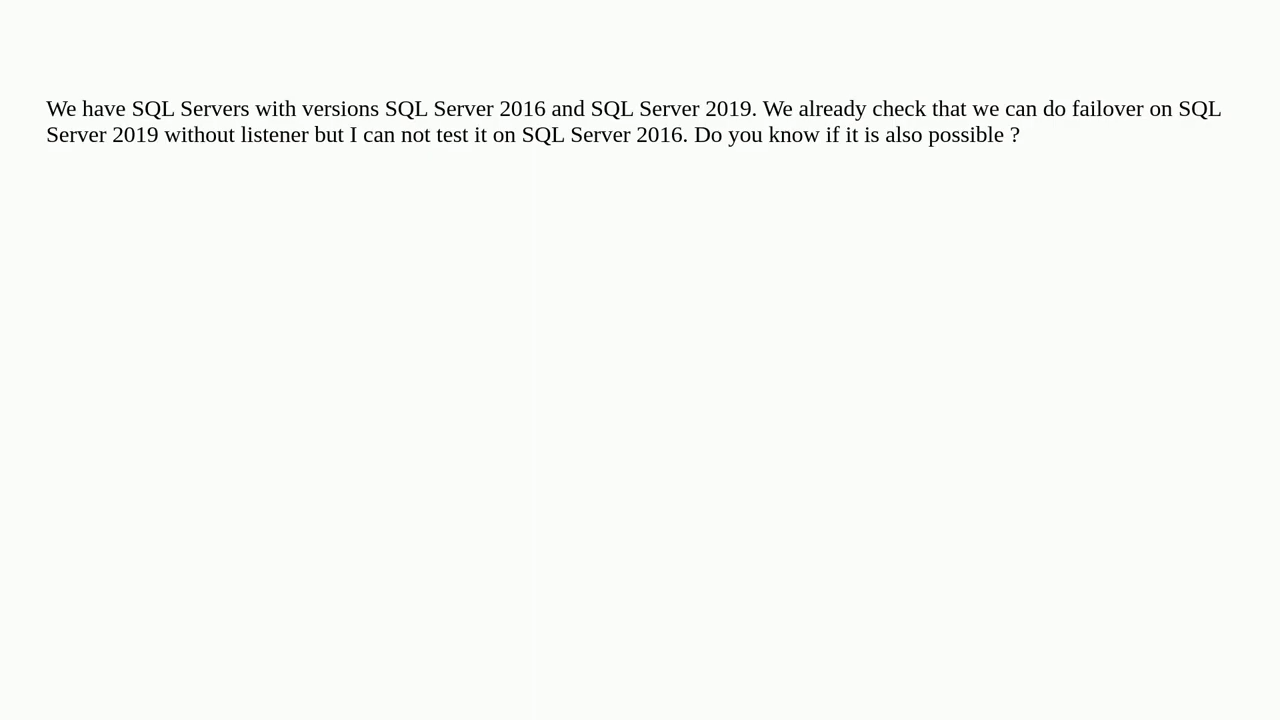 We have SQL Servers with versions SQL Server 2016 and SQL Server 2019. We already check that we can do failover on SQL
Server 2019 without listener but I can not test it on SQL Server 2016. Do you know if it is also possible ?